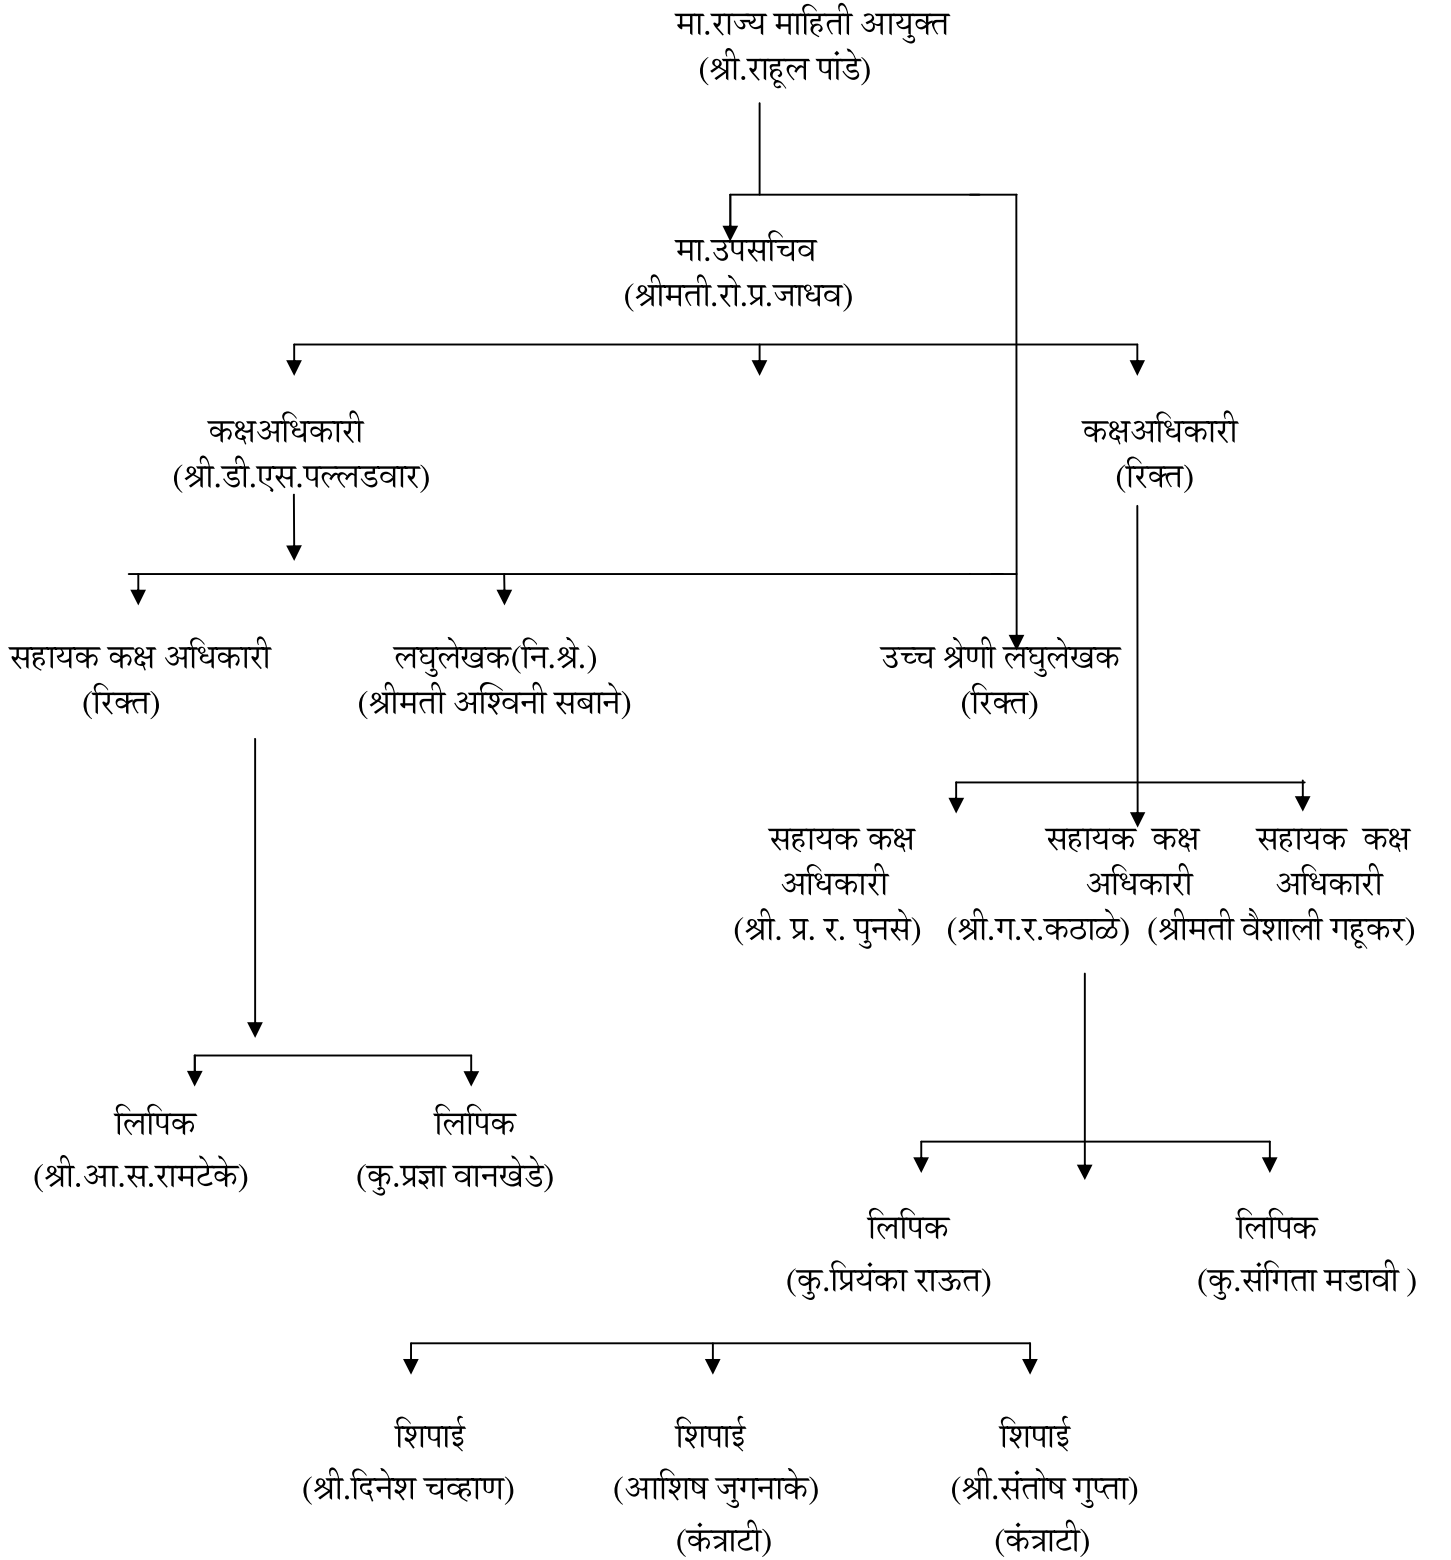 मा.राज्य माहिती आयुक्त
(श्री.राहूल पांडे)
मा.उपसचिव
(श्रीमती.रो.प्र.जाधव)
कक्षअधिकारी
(श्री.डी.एस.पल्लडवार)
कक्षअधिकारी
(रिक्त)
सहायक कक्ष अधिकारी
(रिक्त)
लघुलेखक(नि.श्रे.)
(श्रीमती अश्विनी सबाने)
उच्च श्रेणी लघुलेखक
(रिक्त)
सहायक कक्ष
अधिकारी
(श्री. प्र. र. पुनसे)
सहायक कक्ष
अधिकारी
(श्री.ग.र.कठाळे)
सहायक कक्ष
अधिकारी
(श्रीमती वैशाली गहूकर)
लिपिक
(श्री.आ.स.रामटेके)
लिपिक
(कु.प्रज्ञा वानखेडे)
लिपिक
(कु.प्रियंका राऊत)
लिपिक
(कु.संगिता मडावी )
शिपाई
(श्री.दिनेश चव्हाण)
शिपाई
(आशिष जुगनाके)
(कंत्राटी)
शिपाई
(श्री.संतोष गुप्ता)
(कंत्राटी)